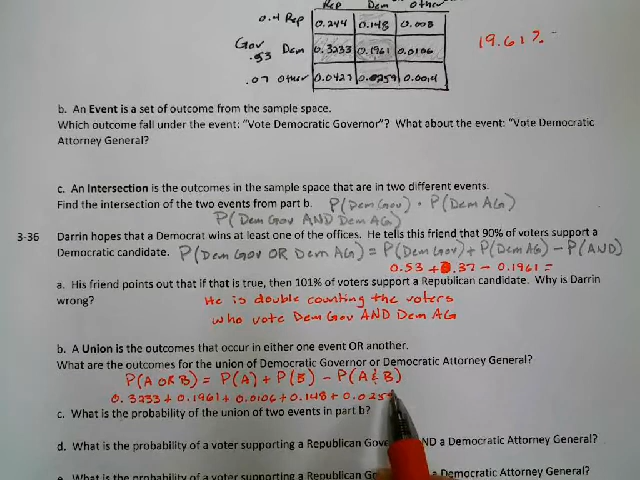 Rep Dem Other
0.4 Rep 0.244 0.148 0.008
Gov
.53 Dem 0.3233 0.1961 0.0106
.07 Other 0.0427 0.0259 0.0014
19.61%
b. An Event is a set of outcome from the sample space.
Which outcome fall under the event: "Vote Democratic Governor"? What about the event: "Vote Democratic
Attorney General?
c. An Intersection is the outcomes in the sample space that are in two different events.
Find the intersection of the two events from part b. P(Dem Gov) · P(Dem AG)
P(Dem Gov AND Dem AG)
3-36 Darrin hopes that a Democrat wins at least one of the offices. He tells this friend that 90% of voters support a
Democratic candidate. P(Dem Gov OR Dem AG) = P(Dem Gov) + P(Dem AG) - P(AND)
0.53 + 0.37 - 0.1961 =
a. His friend points out that if that is true, then 101% of voters support a Republican candidate. Why is Darrin
wrong? He is double counting the voters
who vote Dem Gov AND Dem AG
b. A Union is the outcomes that occur in either one event OR another.
What are the outcomes for the union of Democratic Governor or Democratic Attorney General?
P(A OR B) = P(A) + P(B) - P(A & B)
0.3233 + 0.1961 + 0.0106 + 0.148 + 0.0259
c. What is the probability of the union of two events in part b?
d. What is the probability of a voter supporting a Republican AND a Democratic Attorney General?
e. What is the probability of a voter supporting a Democratic Attorney General?